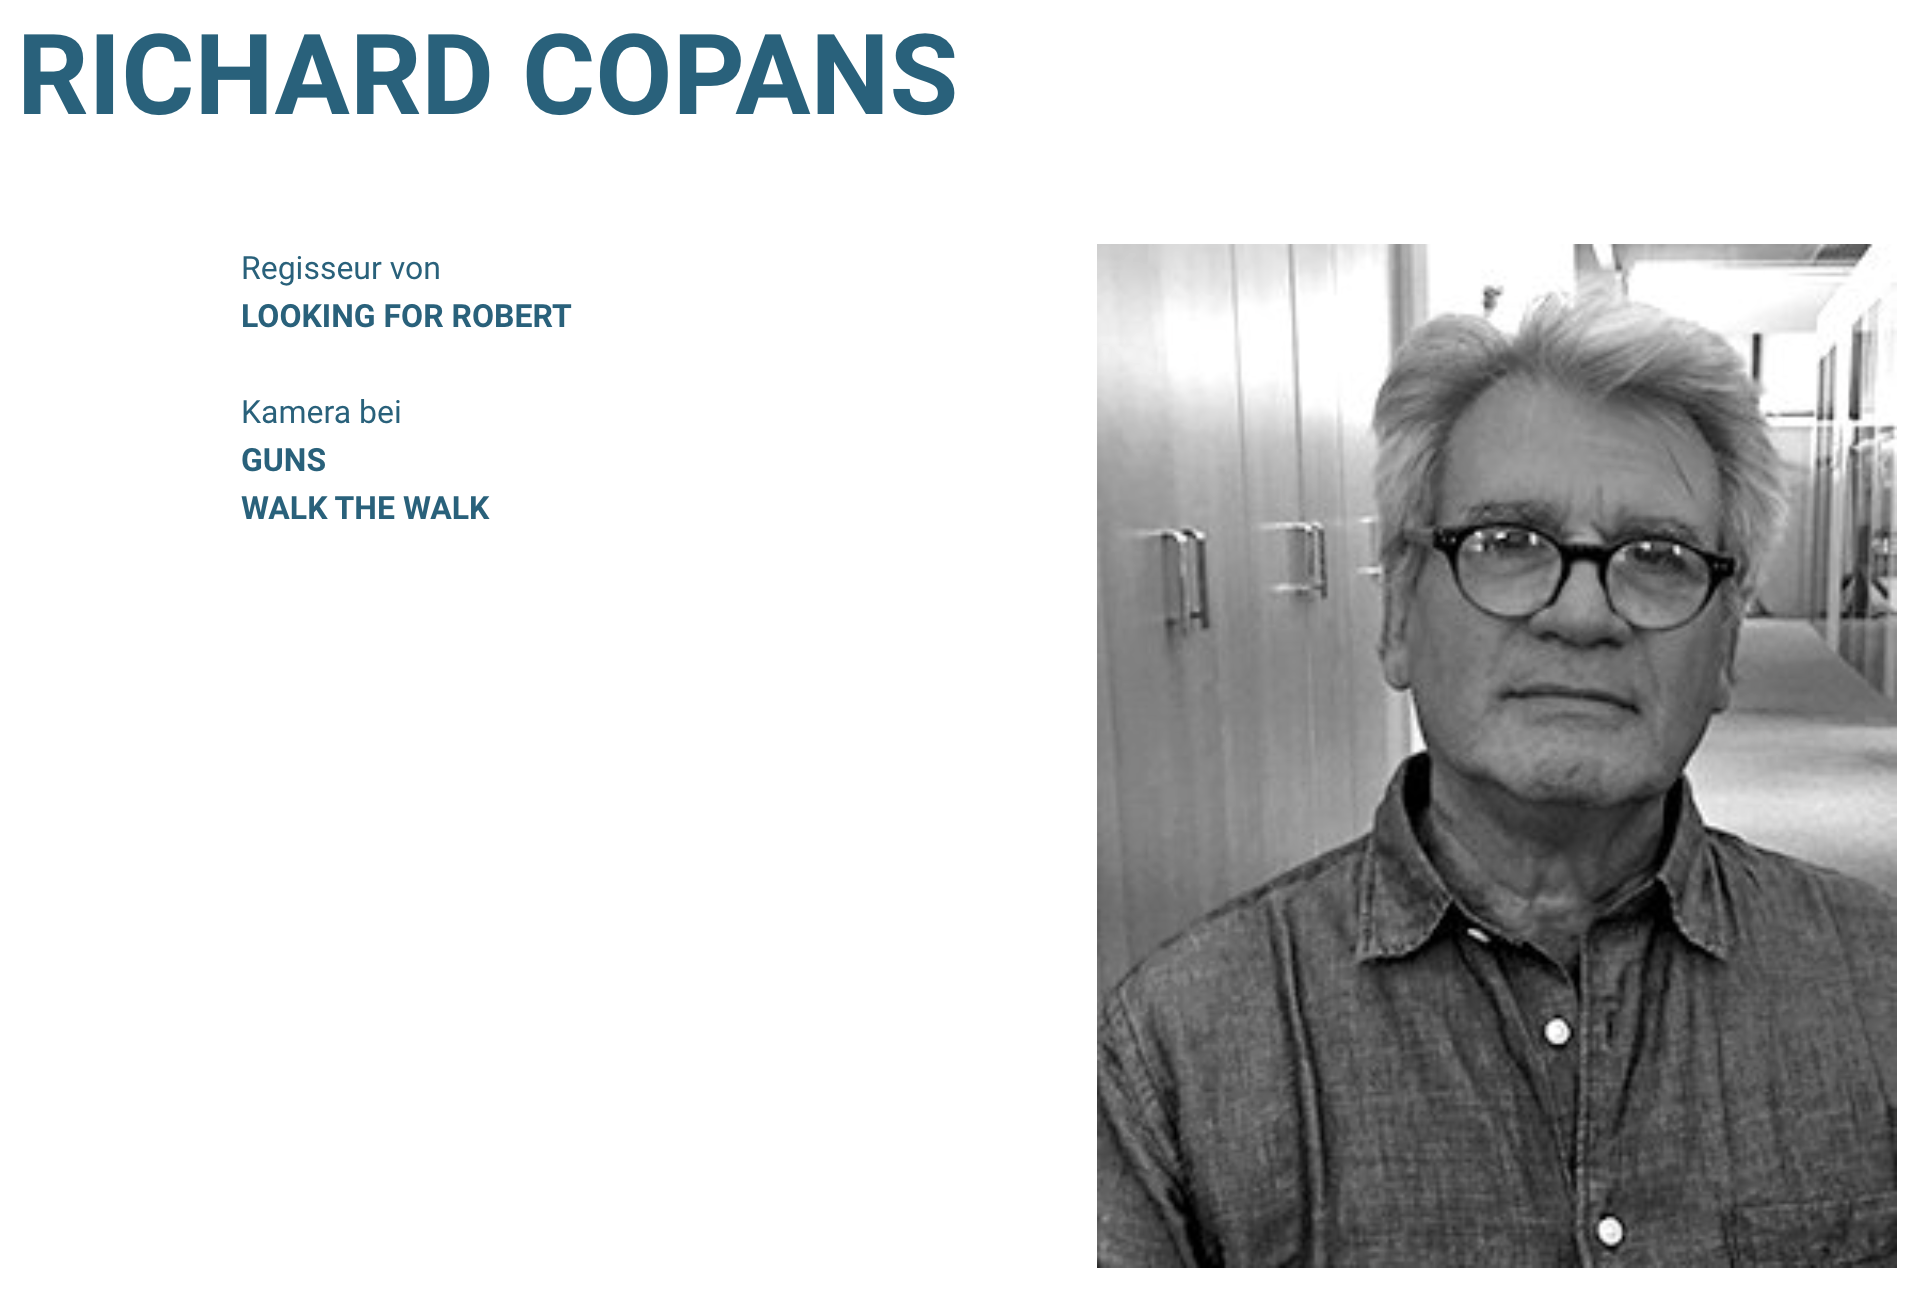 RICHARD COPANS
Regisseur von
LOOKING FOR ROBERT
Kamera bei
GUNS
WALK THE WALK